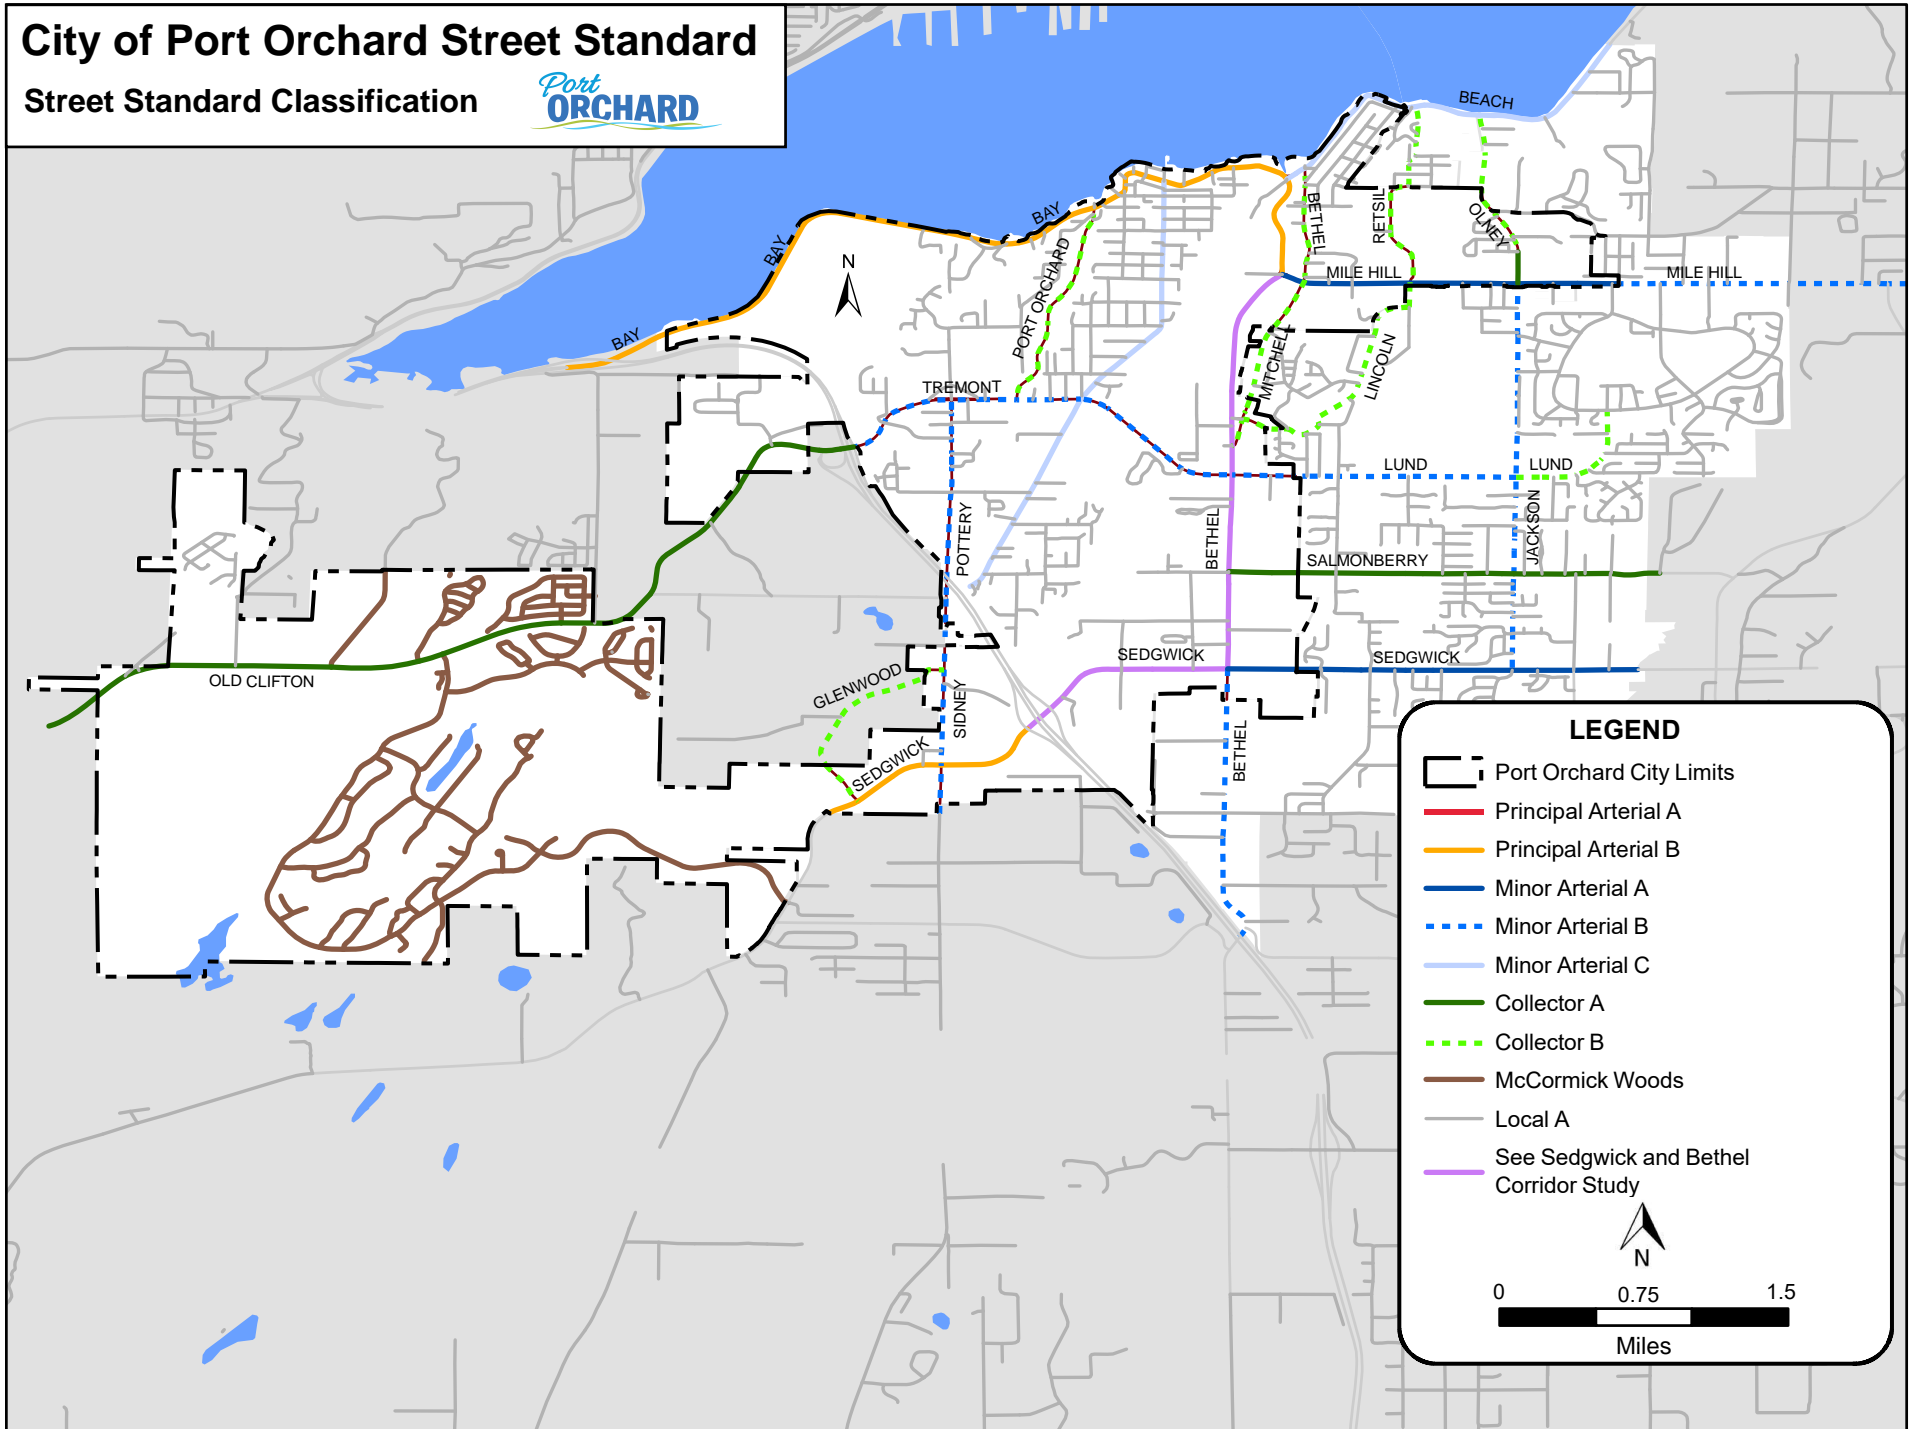 City of Port Orchard Street Standard
Street Standard Classification
Port
ORCHARD
BEACH
BETHEL
RETSIL
OLNEY
BAY
BAY
BAY
N
PORT ORCHARD
MILE HILL
MILE HILL
MITCHELL
LINCOLN
TREMONT
LUND
LUND
POTTERY
BETHEL
JACKSON
SALMONBERRY
SEDGWICK
SEDGWICK
OLD CLIFTON
GLENWOOD
SIDNEY
SEDGWICK
BETHEL
LEGEND
Port Orchard City Limits
Principal Arterial A
Principal Arterial B
Minor Arterial A
Minor Arterial B
Minor Arterial C
Collector A
Collector B
McCormick Woods
Local A
See Sedgwick and Bethel
Corridor Study
N
0 0.75 1.5
Miles